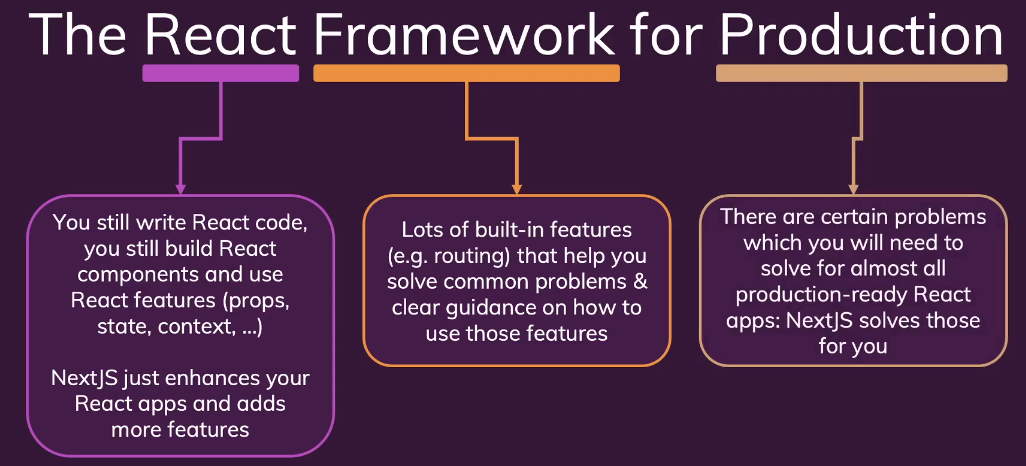 The React Framework for Production
You still write React code,
you still build React
components and use
React features (props,
state, context, ...)
NextJS just enhances your
React apps and adds
more features
Lots of built-in features
(e.g. routing) that help you
solve common problems &
clear guidance on how to
use those features
There are certain problems
which you will need to
solve for almost all
production-ready React
apps: NextJS solves those
for you